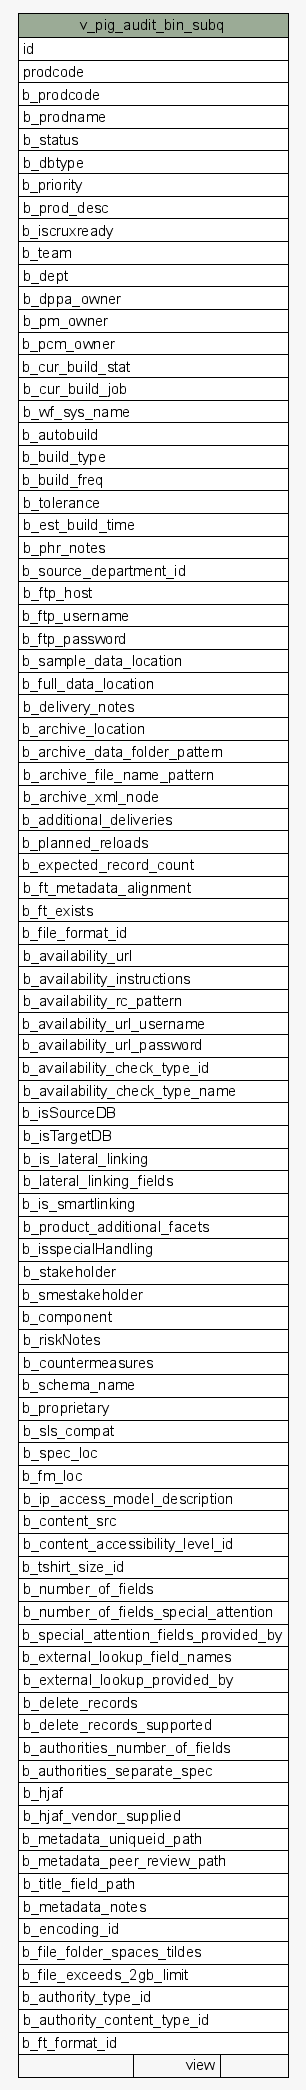 v_pig_audit_bin_subq
id
prodcode
b_prodcode
b_prodname
b_status
b_dbtype
b_priority
b_prod_desc
b_iscruxready
b_team
b_dept
b_dppa_owner
b_pm_owner
b_pcm_owner
b_cur_build_stat
b_cur_build_job
b_wf_sys_name
b_autobuild
b_build_type
b_build_freq
b_tolerance
b_est_build_time
b_phr_notes
b_source_department_id
b_ftp_host
b_ftp_username
b_ftp_password
b_sample_data_location
b_full_data_location
b_delivery_notes
b_archive_location
b_archive_data_folder_pattern
b_archive_file_name_pattern
b_archive_xml_node
b_additional_deliveries
b_planned_reloads
b_expected_record_count
b_ft_metadata_alignment
b_ft_exists
b_file_format_id
b_availability_url
b_availability_instructions
b_availability_rc_pattern
b_availability_url_username
b_availability_url_password
b_availability_check_type_id
b_availability_check_type_name
b_isSourceDB
b_isTargetDB
b_is_lateral_linking
b_lateral_linking_fields
b_is_smartlinking
b_product_additional_facets
b_isspecialHandling
b_stakeholder
b_smestakeholder
b_component
b_riskNotes
b_countermeasures
b_schema_name
b_proprietary
b_sls_compat
b_spec_loc
b_fm_loc
b_ip_access_model_description
b_content_src
b_content_accessibility_level_id
b_tshirt_size_id
b_number_of_fields
b_number_of_fields_special_attention
b_special_attention_fields_provided_by
b_external_lookup_field_names
b_external_lookup_provided_by
b_delete_records
b_delete_records_supported
b_authorities_number_of_fields
b_authorities_separate_spec
b_hjaf
b_hjaf_vendor_supplied
b_metadata_uniqueid_path
b_metadata_peer_review_path
b_title_field_path
b_metadata_notes
b_encoding_id
b_file_folder_spaces_tildes
b_file_exceeds_2gb_limit
b_authority_type_id
b_authority_content_type_id
b_ft_format_id
view